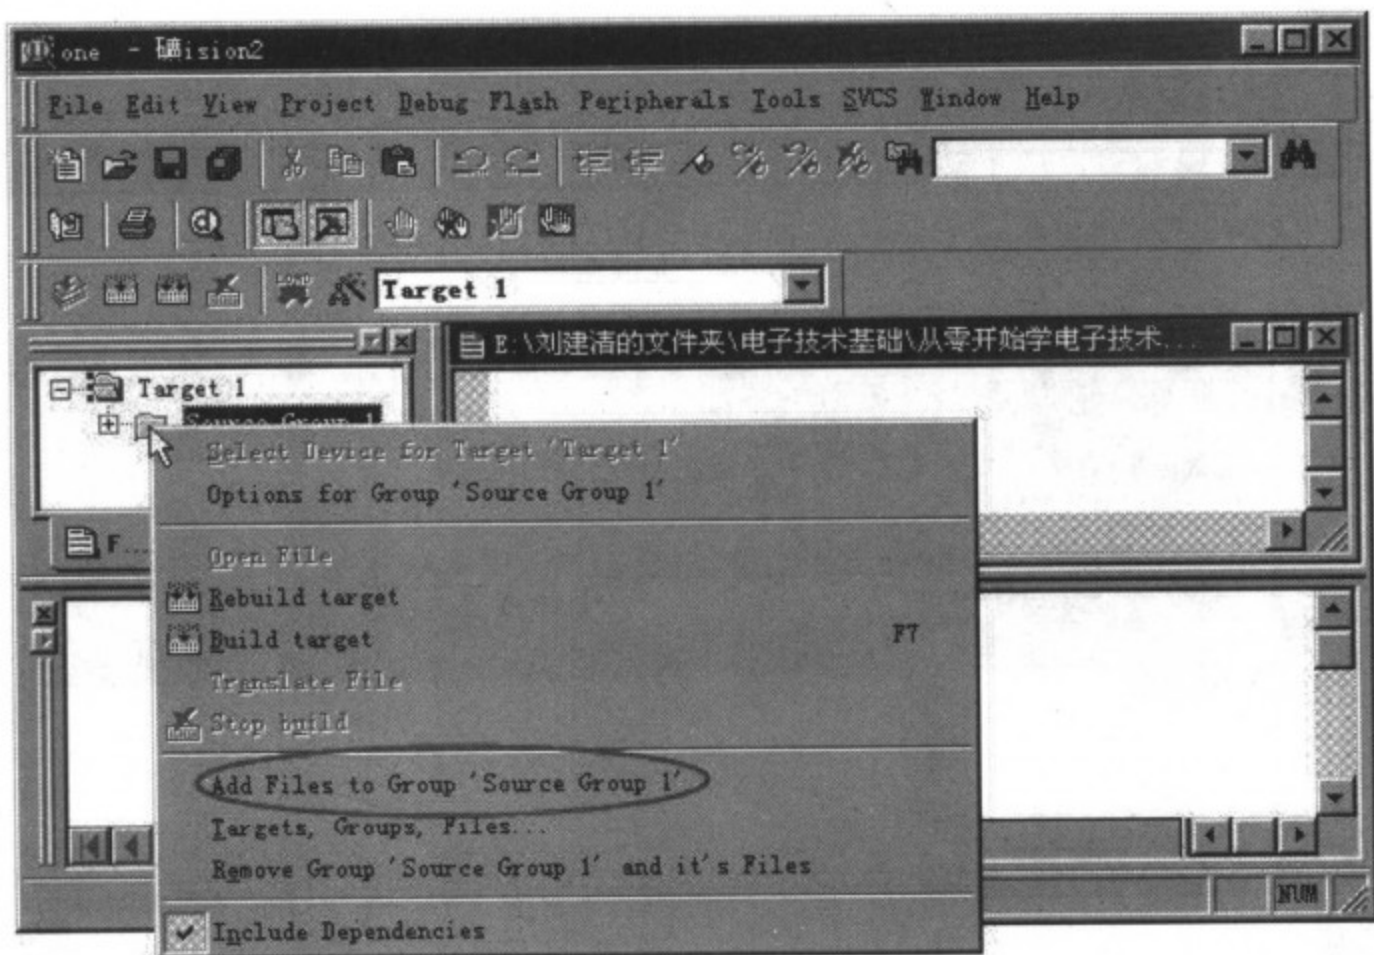 one - 礦ision2
File Edit View Project Debug Flash Peripherals Tools SVCS Window Help
LOAD
Target 1
E:\刘建清的文件夹\电子技术基础\从零开始学电子技术...
Target 1
Source Group 1
Select Device for Target 'Target 1'
Options for Group 'Source Group 1'
F...
Open File
Rebuild target
Build target F7
Translate File
Stop build
Add Files to Group 'Source Group 1'
Targets, Groups, Files...
Remove Group 'Source Group 1' and it's Files
NUM
Include Dependencies